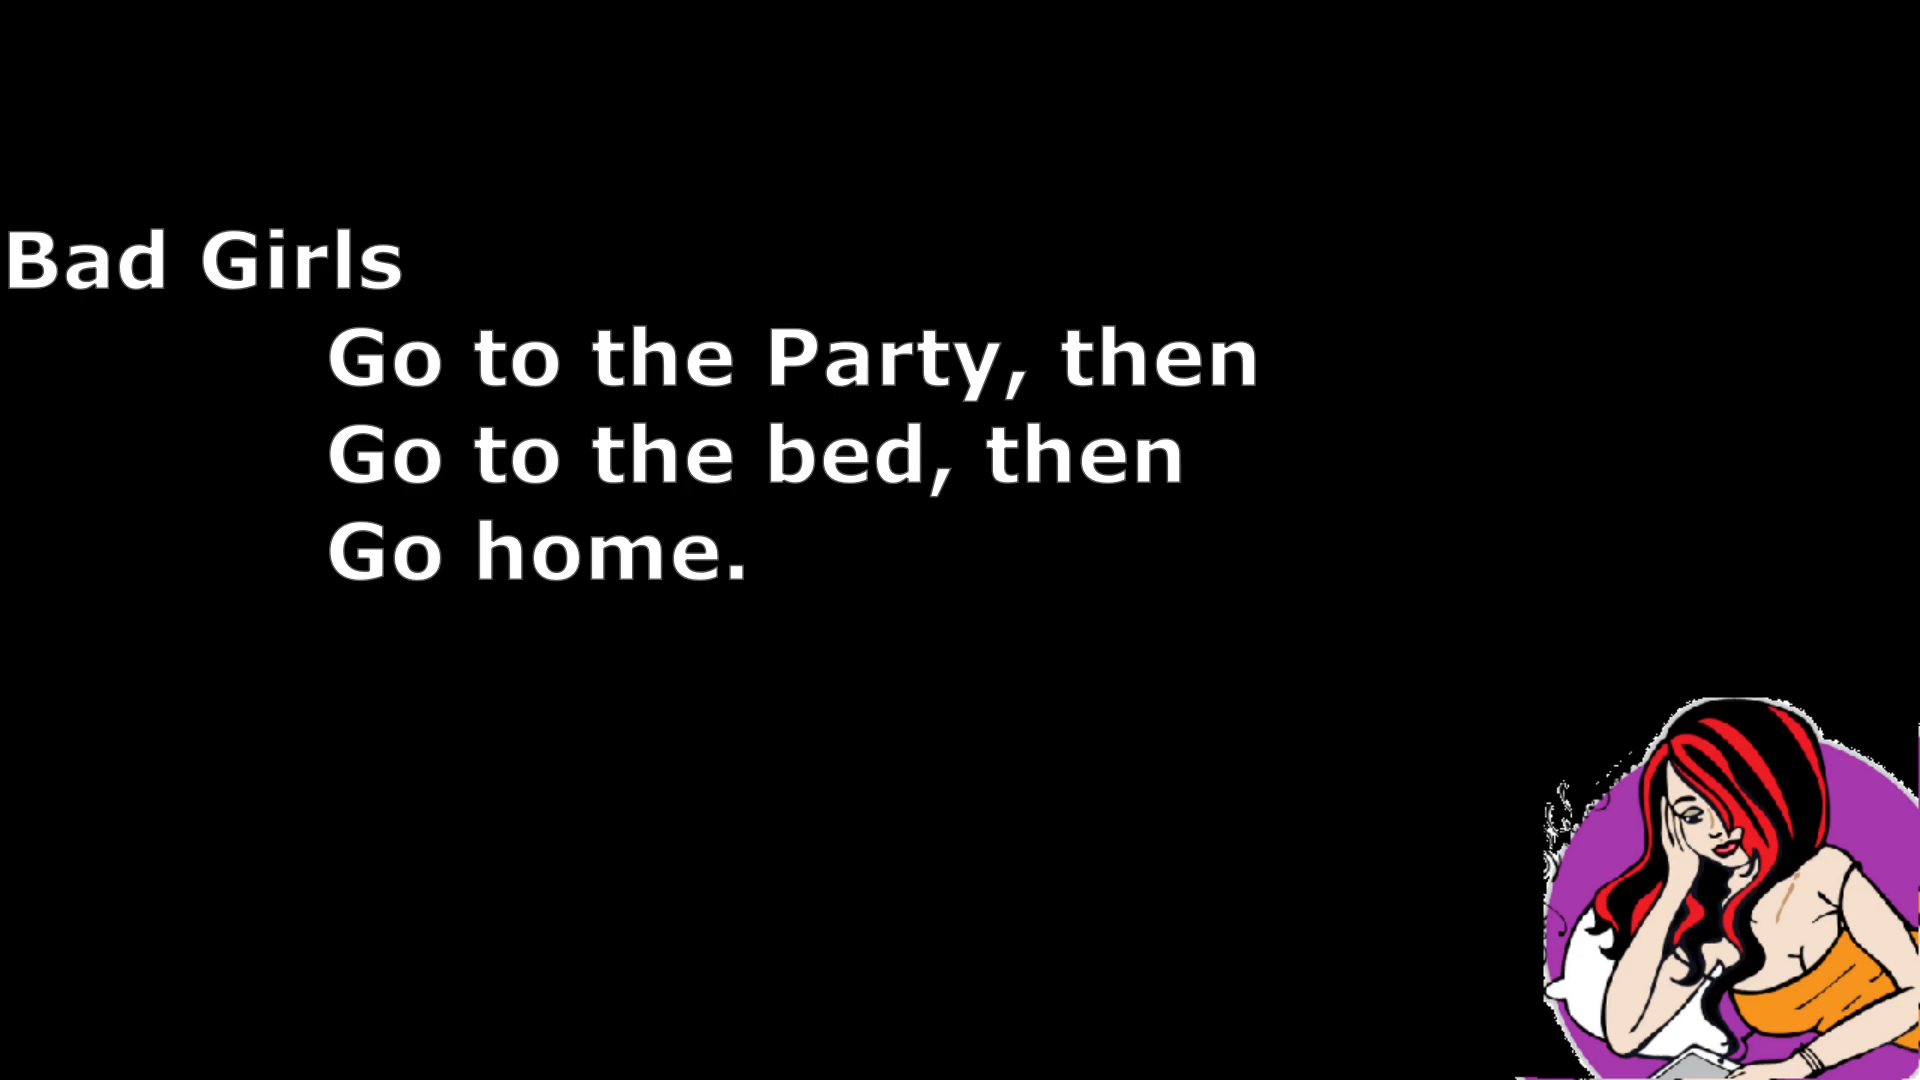 Bad Girls
Go to the Party, then
Go to the bed, then
Go home.